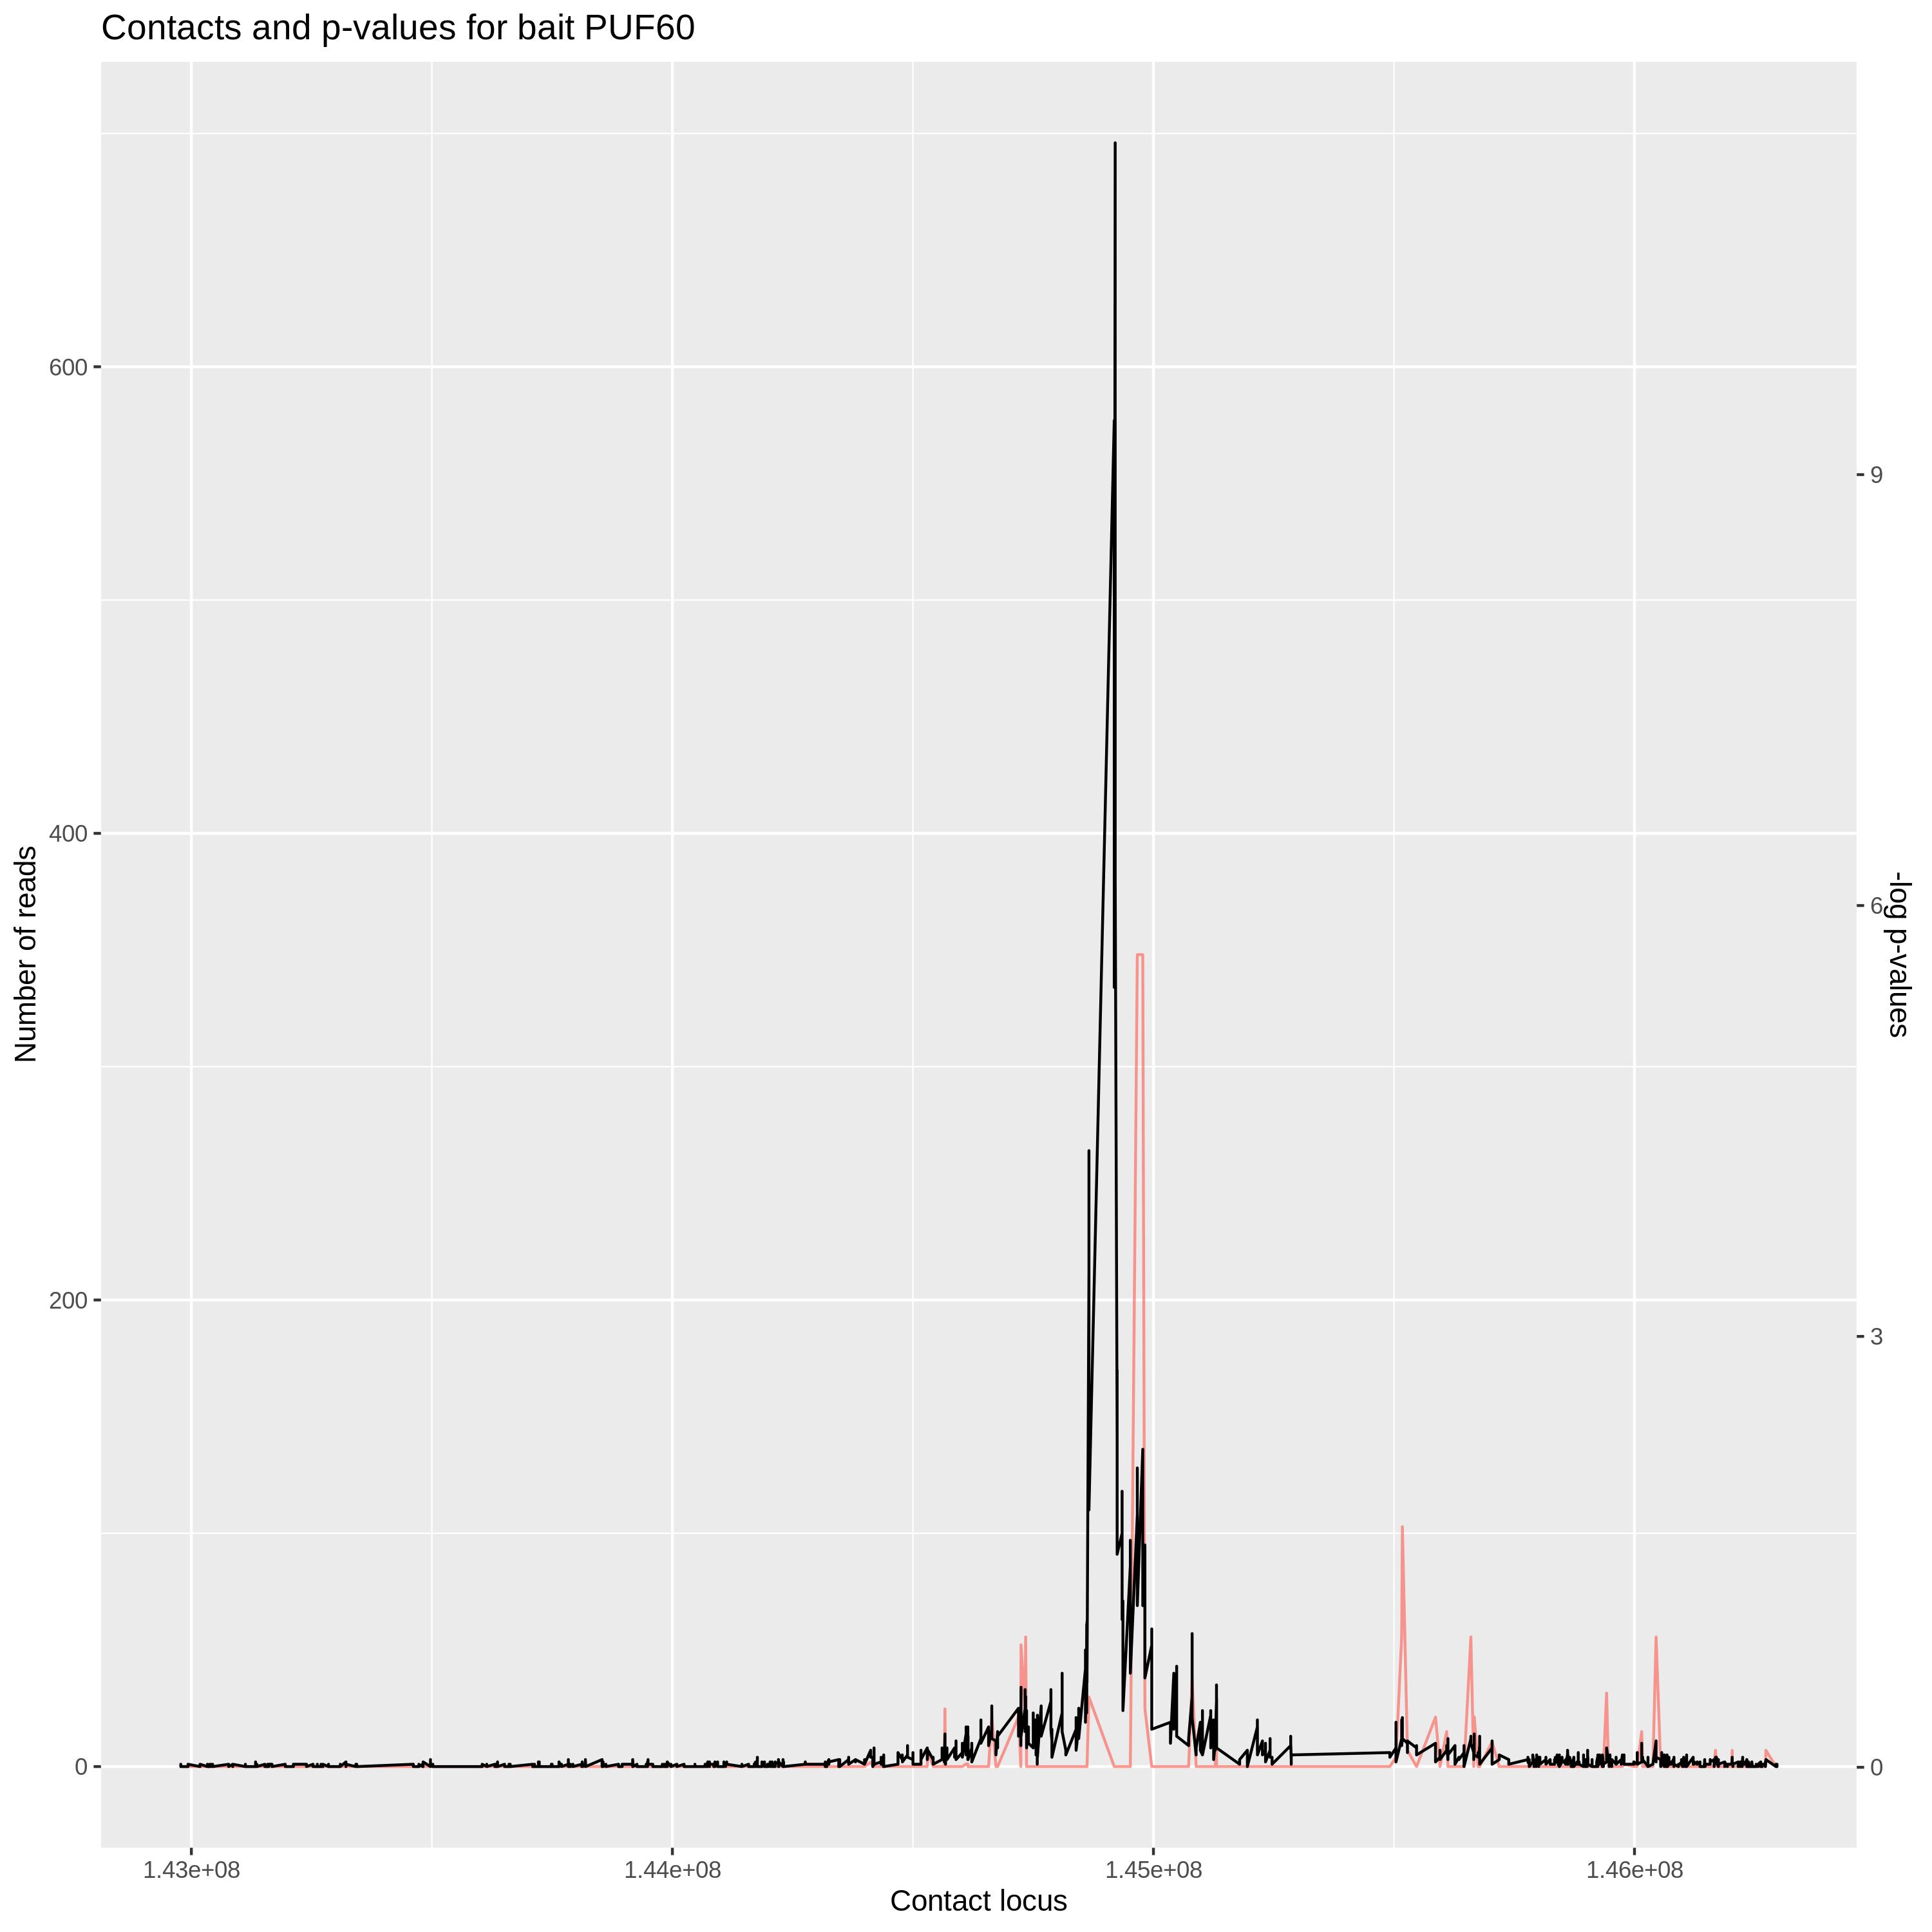 Contacts and p-values for bait PUF60
Number of reads
600
400
200
0
9
6
3
0
-log p-values
1.43e+08
1.44e+08
1.45e+08
1.46e+08
Contact locus